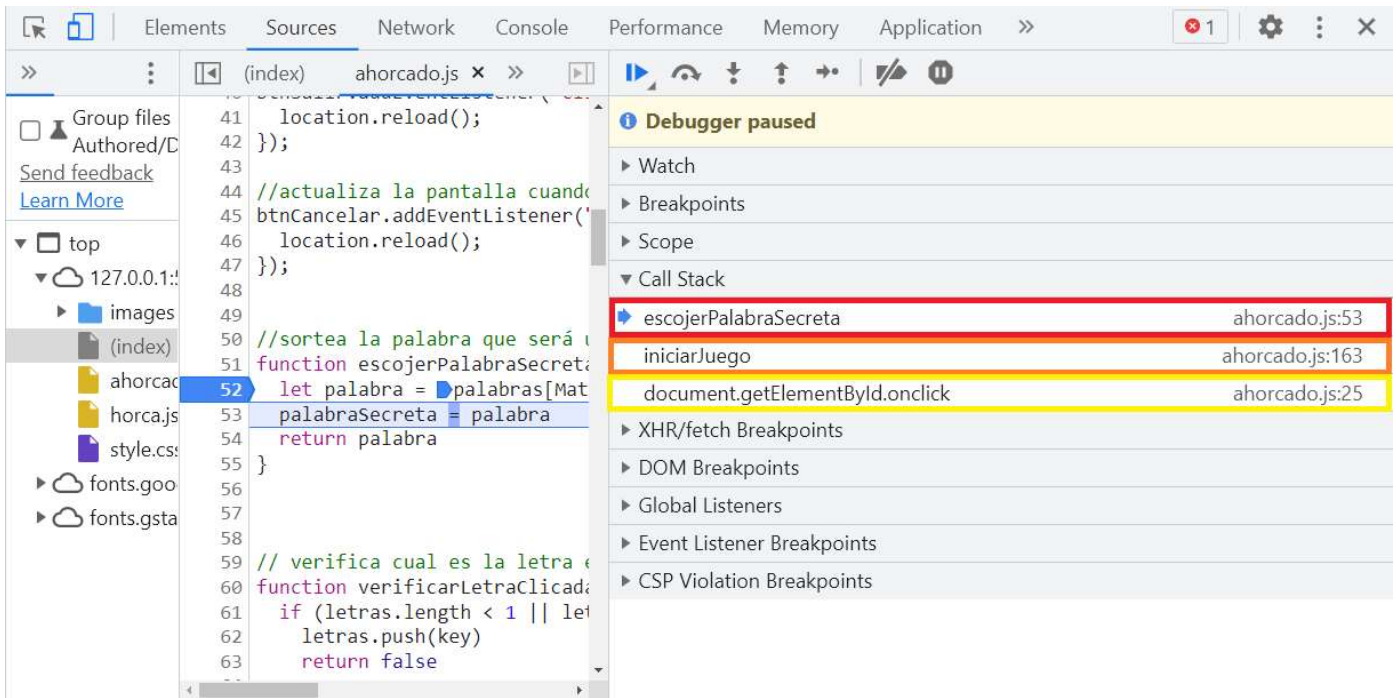 Elements Sources Network Console Performance Memory Application 1
(index) ahorcado.js
Group files
Authored/D
Send feedback
Learn More
top
127.0.0.1:
images
(index)
ahorcad
horca.js
style.css
fonts.goo
fonts.gsta
41 location.reload();
42 });
43
44 //actualiza la pantalla cuando
45 btnCancelar.addEventListener('
46 location.reload();
47 });
48
49
50 //sortea la palabra que será u
51 function escojerPalabraSecreta
52 let palabra = palabras[Mat
53 palabraSecreta = palabra
54 return palabra
55 }
56
57
58
59 // verifica cual es la letra e
60 function verificarLetraClicada
61 if (letras.length < 1 || let
62 letras.push(key)
63 return false
Debugger paused
Watch
Breakpoints
Scope
Call Stack
escojerPalabraSecreta ahorcado.js:53
iniciarJuego ahorcado.js:163
document.getElementById.onclick ahorcado.js:25
XHR/fetch Breakpoints
DOM Breakpoints
Global Listeners
Event Listener Breakpoints
CSP Violation Breakpoints